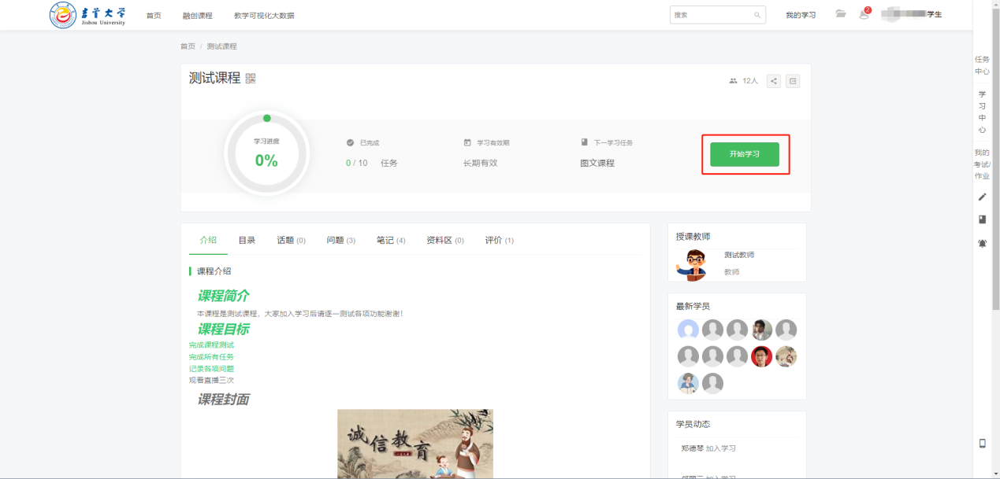 吉首大学
Jishou University
首页
融创课程
教学可视化大数据
搜索
我的学习
2
学生
首页 / 测试课程
测试课程
12人
学习进度
0%
已完成
0 / 10 任务
学习有效期
长期有效
下一学习任务
图文课程
开始学习
任务
中心
学
习
中
心
我的
考试/
作业
介绍
目录
话题 (0)
问题 (3)
笔记 (4)
资料区 (0)
评价 (1)
课程介绍
课程简介
本课程是测试课程，大家加入学习后请逐一测试各项功能谢谢！
课程目标
完成课程测试
完成所有任务
记录各项问题
观看直播三次
课程封面
诚信教育
授课教师
测试教师
教师
最新学员
学员动态
郑德琴 加入学习